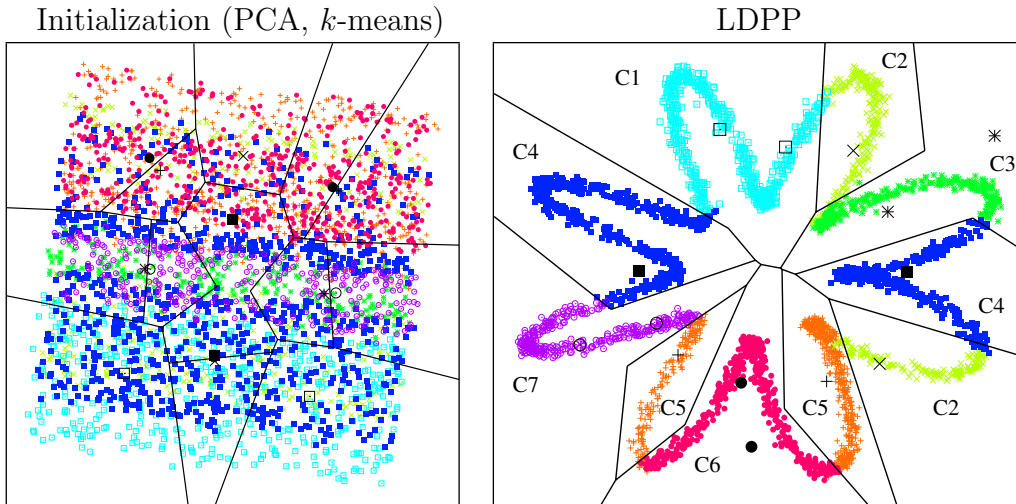 Initialization (PCA, k-means)
LDPP
C1
C2
C4
C3
C4
C7
C5
C5
C2
C6